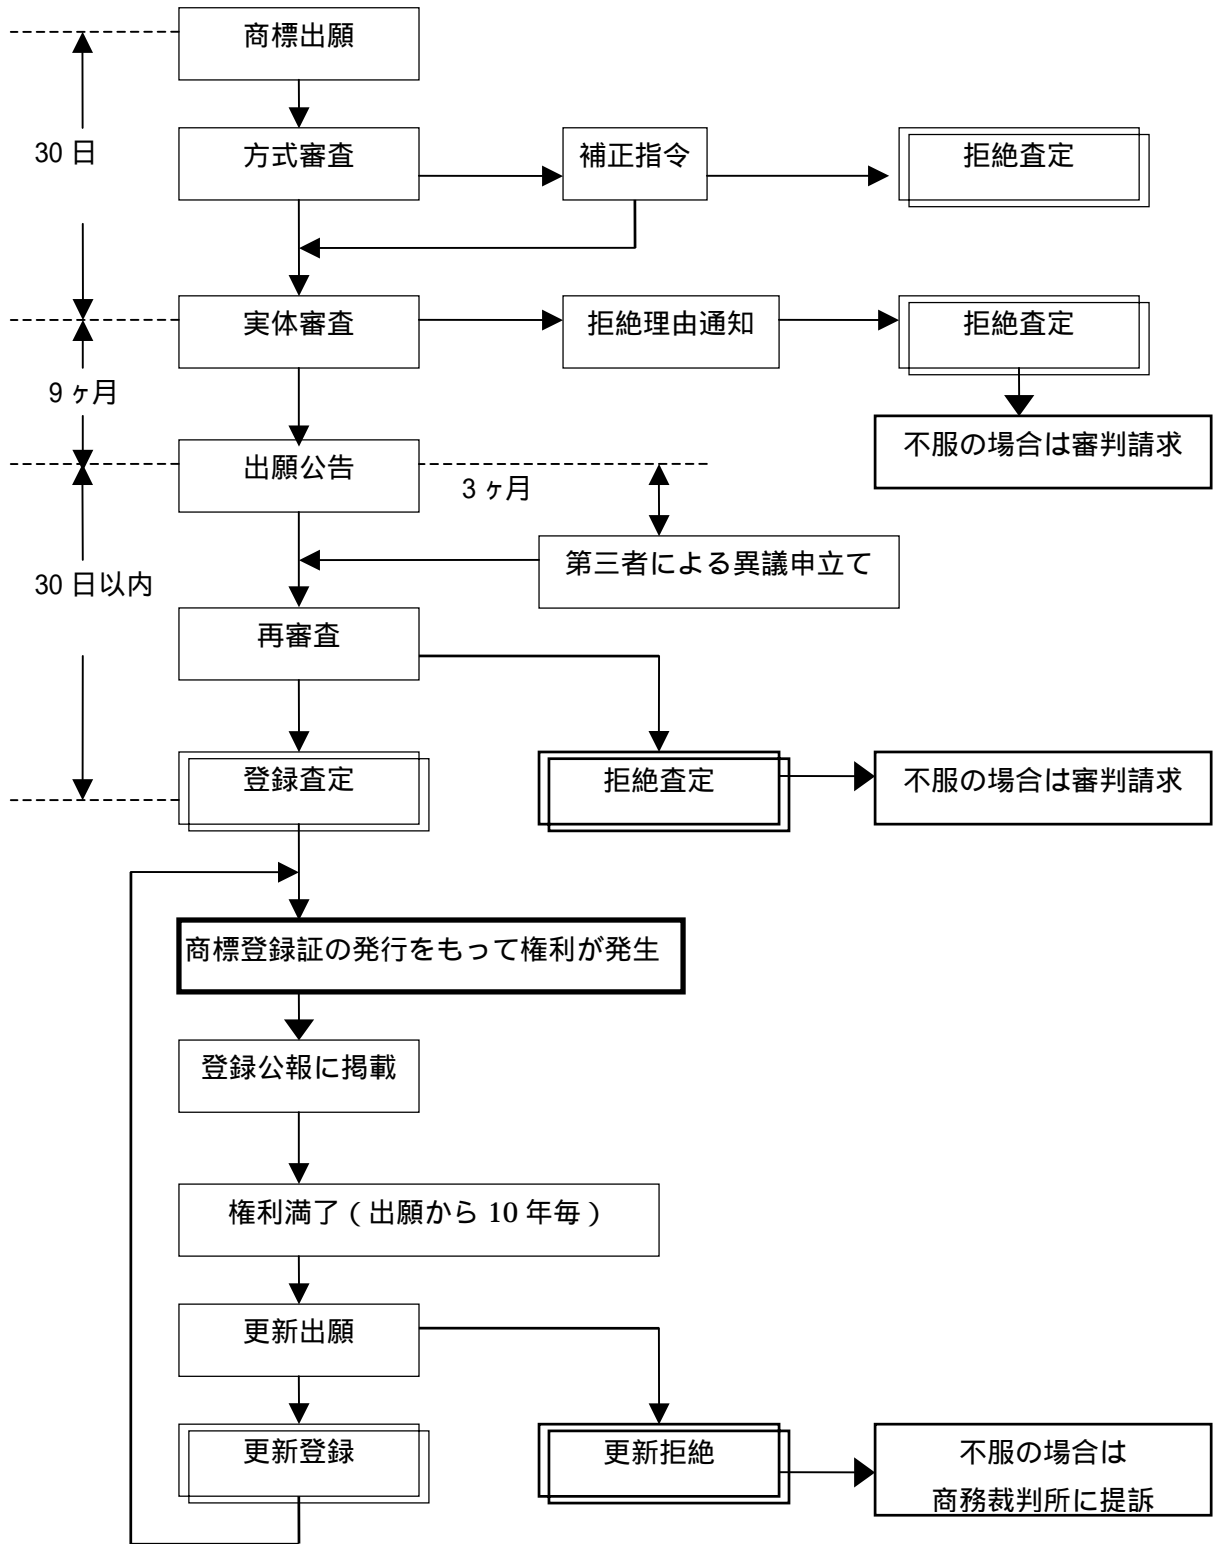 商標出願
30 日
方式審査
補正指令
拒絶査定
実体審査
拒絶理由通知
拒絶査定
9 ヶ月
不服の場合は審判請求
出願公告
3 ヶ月
第三者による異議申立て
30 日以内
再審査
登録査定
拒絶査定
不服の場合は審判請求
商標登録証の発行をもって権利が発生
登録公報に掲載
権利満了 ( 出願から 10 年毎 )
更新出願
更新登録
更新拒絶
不服の場合は
商務裁判所に提訴